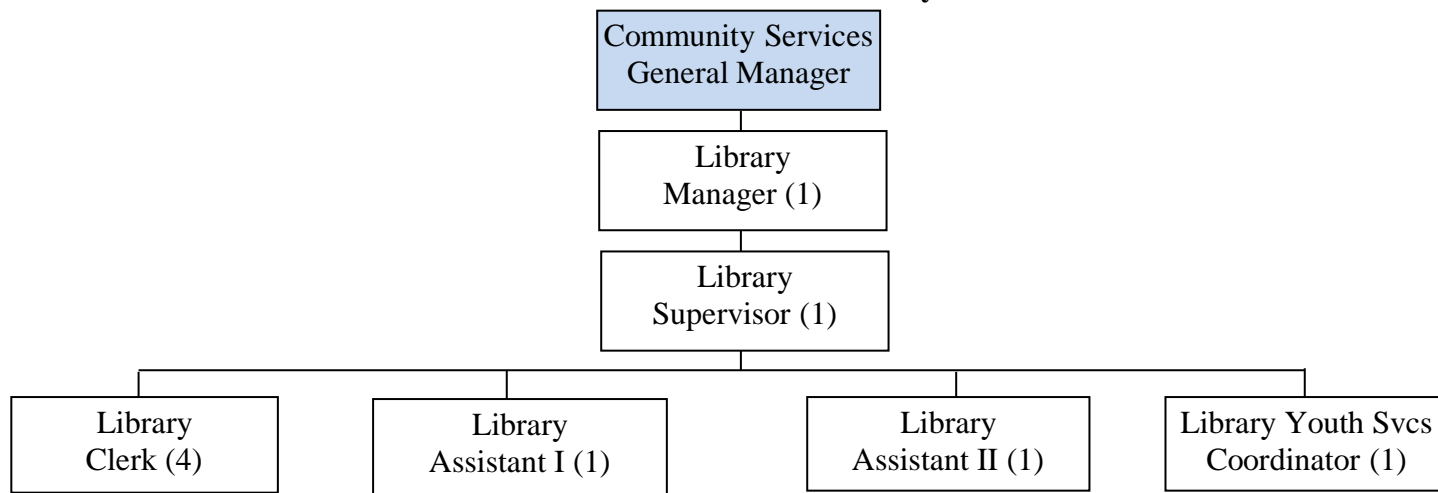 Community Services
General Manager
Library
Manager (1)
Library
Supervisor (1)
Library
Clerk (4)
Library
Assistant I (1)
Library
Assistant II (1)
Library Youth Svcs
Coordinator (1)